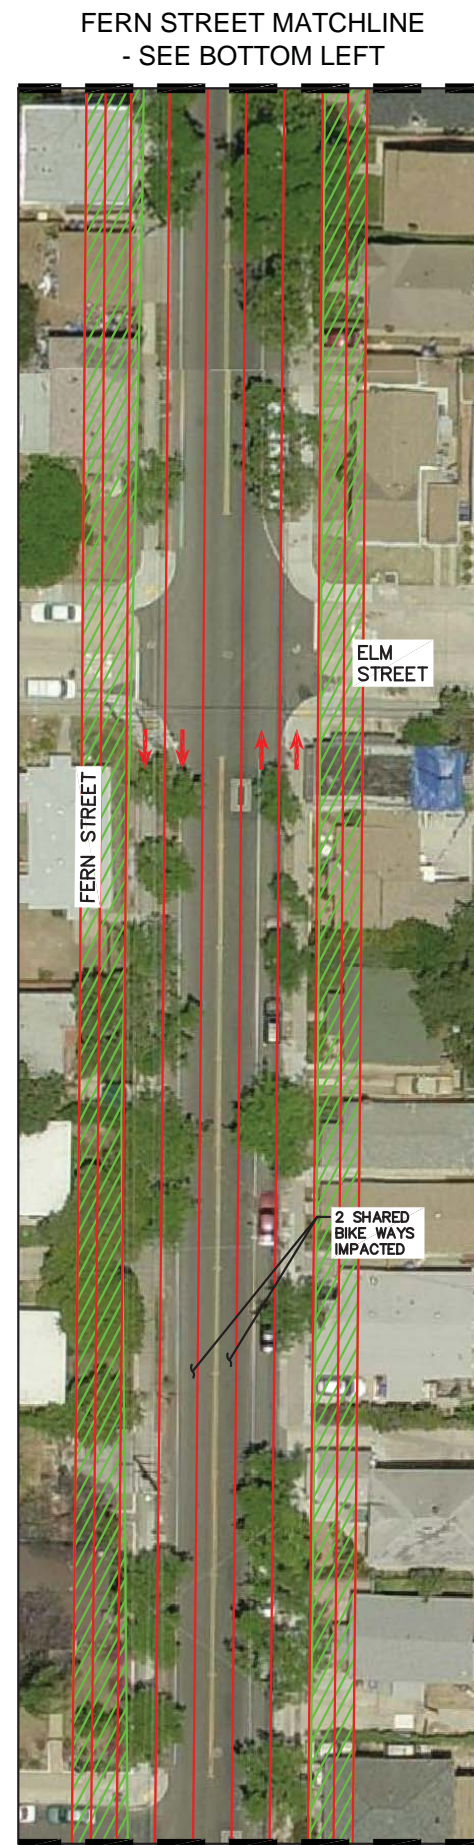 FERN STREET MATCHLINE
- SEE BOTTOM LEFT
ELM
STREET
FERN STREET
2 SHARED
BIKE WAYS
IMPACTED